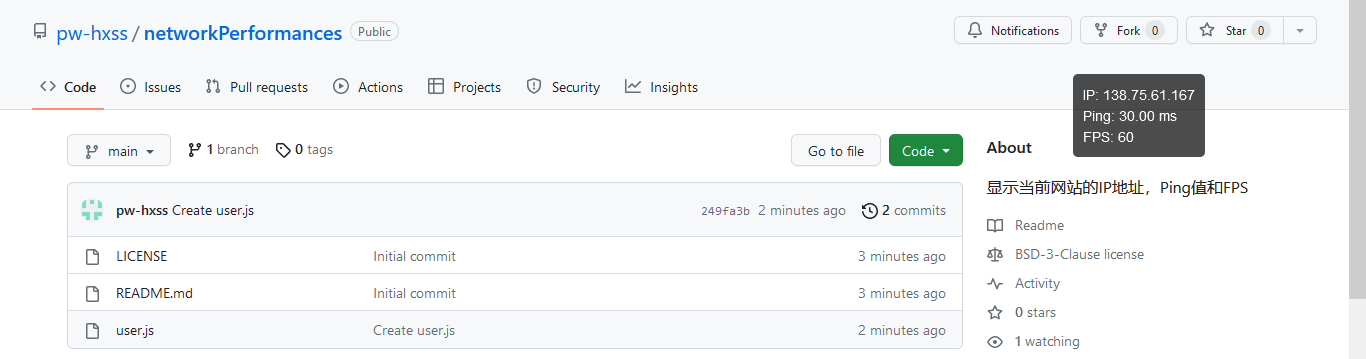 pw-hxss / networkPerformances Public Notifications Fork 0 Star 0
Code Issues Pull requests Actions Projects Security Insights
IP: 138.75.61.167
Ping: 30.00 ms
FPS: 60
main 1 branch 0 tags Go to file Code
pw-hxss Create user.js 249fa3b 2 minutes ago 2 commits
LICENSE Initial commit 3 minutes ago
README.md Initial commit 3 minutes ago
user.js Create user.js 2 minutes ago
About
显示当前网站的IP地址，Ping值和FPS
Readme
BSD-3-Clause license
Activity
0 stars
1 watching